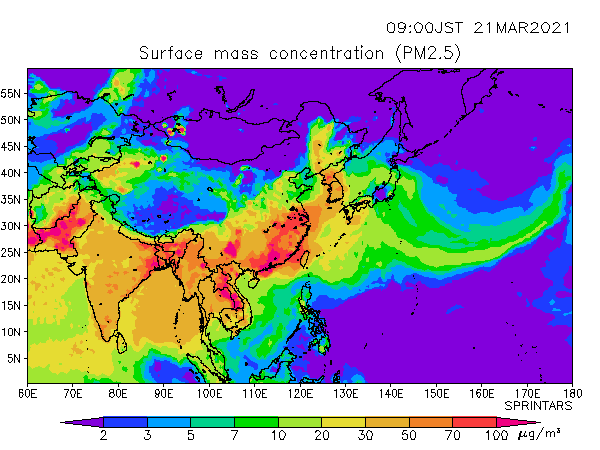 09:00JST 21MAR2021
Surface mass concentration (PM2.5)
55N
50N
45N
40N
35N
30N
25N
20N
15N
10N
5N
60E 70E 80E 90E 100E 110E 120E 130E 140E 150E 160E 170E 180
SPRINTARS
2 3 5 7 10 20 30 50 70 100 μg/m³